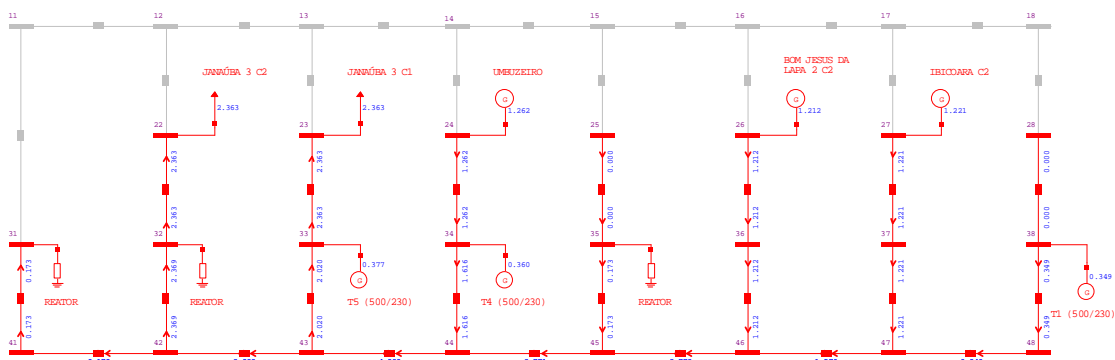 11 12 13 14 15 16 17 18
JANAÚBA 3 C2
JANAÚBA 3 C1
UMBUZEIRO
BOM JESUS DA
LAPA 2 C2
IBICOARA C2
G G G
2.363 2.363 1.262 1.212 1.221
22 23 24 25 26 27 28
2.363 2.363 1.262 0.000 1.212 1.221 0.000
2.363 2.363 1.262 0.000 1.212 1.221 0.000
31 32 33 34 35 36 37 38
0.377 0.360 0.349
G G G
0.173 2.369 2.020 1.616 0.173 1.212 1.221 0.349
REATOR
REATOR
T5 (500/230)
T4 (500/230)
REATOR
T1 (500/230)
0.173 2.369 2.020 1.616 0.173 1.212 1.221 0.349
41 42 43 44 45 46 47 48